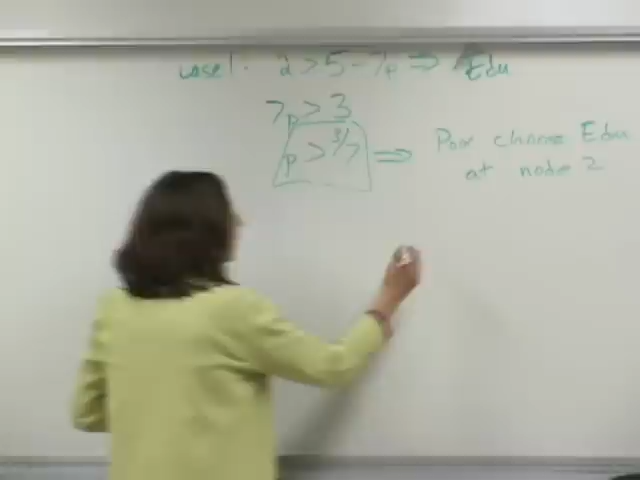 case 1. 2 > 5 - 7p ⇒ Edu
7p > 3
p > 3/7 ⇒ Poor choose Edu
at node 2